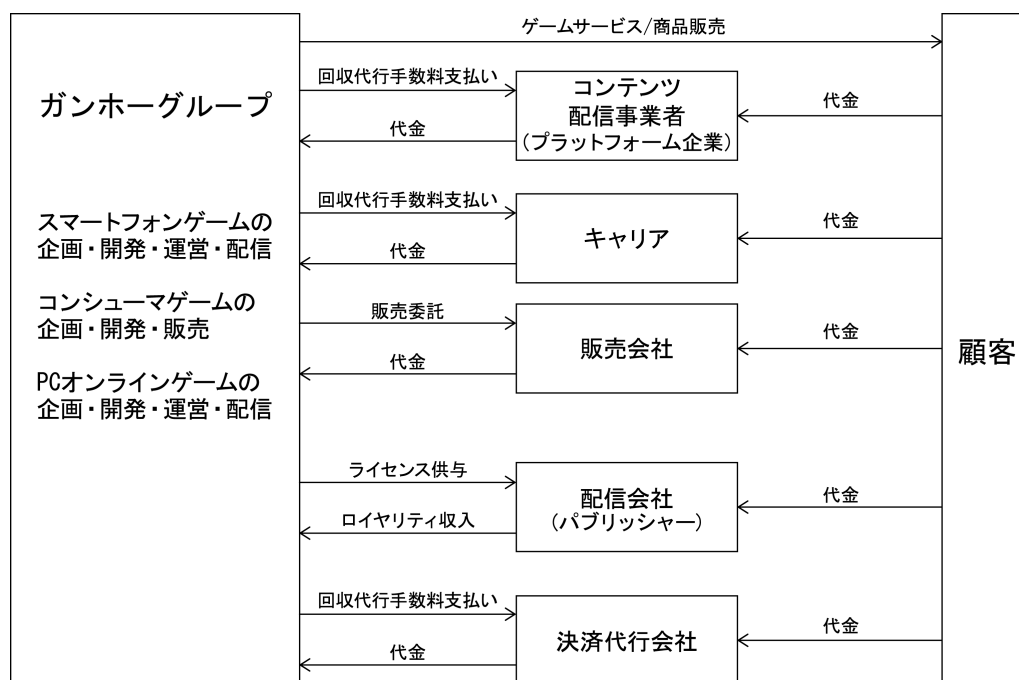 ゲームサービス/商品販売
ガンホーグループ
スマートフォンゲームの
企画・開発・運営・配信
コンシューマゲームの
企画・開発・販売
PCオンラインゲームの
企画・開発・運営・配信
回収代行手数料支払い
代金
コンテンツ
配信事業者
(プラットフォーム企業)
代金
回収代行手数料支払い
代金
キャリア
代金
販売委託
代金
販売会社
代金
ライセンス供与
ロイヤリティ収入
配信会社
(パブリッシャー)
代金
回収代行手数料支払い
代金
決済代行会社
代金
顧客